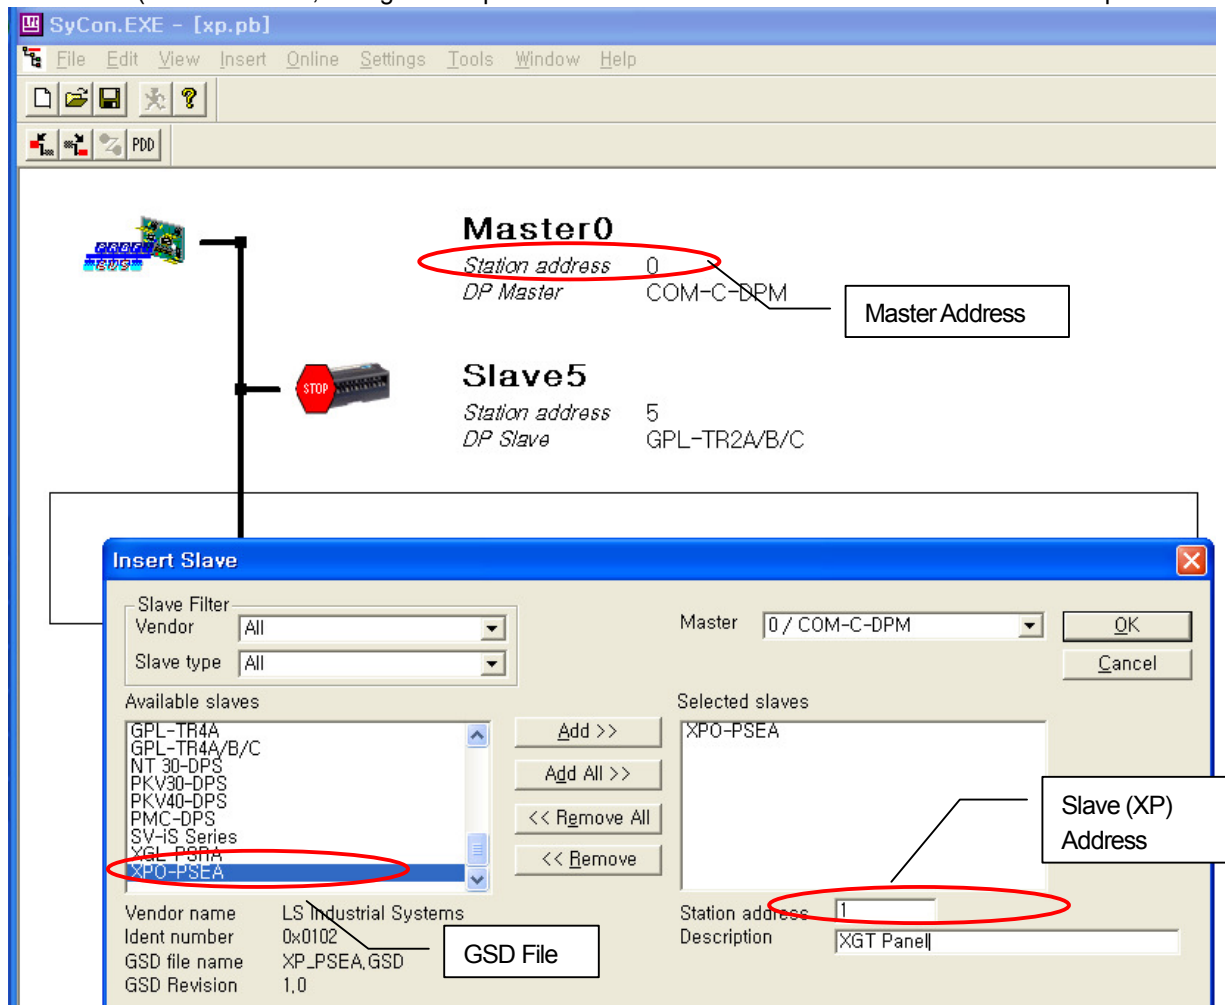 SyCon.EXE - [xp.pb]
File Edit View Insert Online Settings Tools Window Help
PDD
Master0
Station address 0
DP Master COM-C-DPM
Master Address
STOP
Slave5
Station address 5
DP Slave GPL-TR2A/B/C
Insert Slave
Slave Filter
Vendor All
Slave type All
Master 0 / COM-C-DPM
OK
Cancel
Available slaves
GPL-TR4A
GPL-TR4A/B/C
NT 30-DPS
PKV30-DPS
PKV40-DPS
PMC-DPS
SV-iS Series
XGL-PSRA
XPO-PSEA
Add >>
Add All >>
<< Remove All
<< Remove
Selected slaves
XPO-PSEA
Slave (XP)
Address
Vendor name LS Industrial Systems
Ident number 0x0102
GSD file name XP_PSEA.GSD
GSD Revision 1,0
GSD File
Station address 1
Description XGT Panel